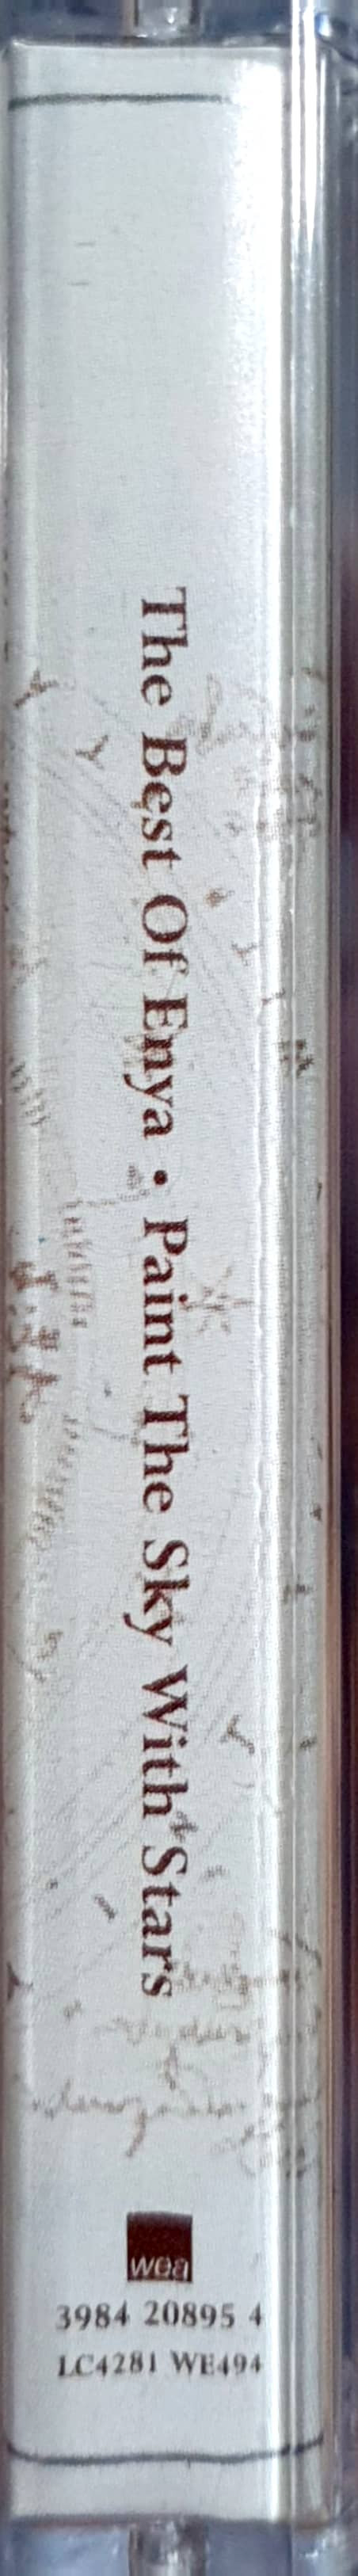 The Best Of Enya • Paint The Sky With Stars
wea
3984 20895 4
LC4281 WE494